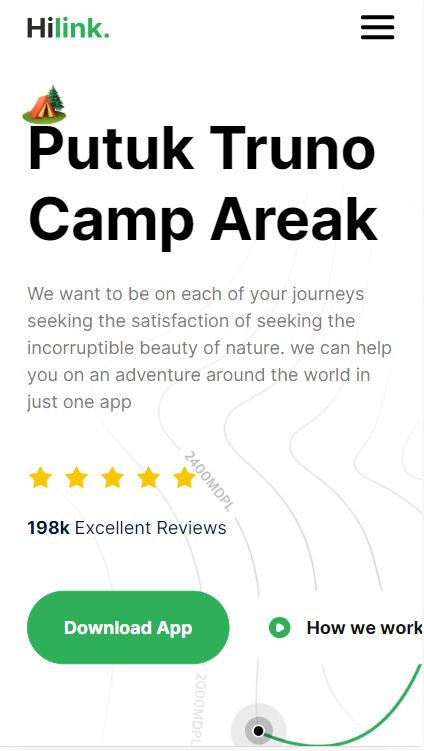 Hilink.
Putuk Truno
Camp Areak
We want to be on each of your journeys
seeking the satisfaction of seeking the
incorruptible beauty of nature. we can help
you on an adventure around the world in
just one app
2400MDPL
198k Excellent Reviews
Download App
How we work
2000MDPL